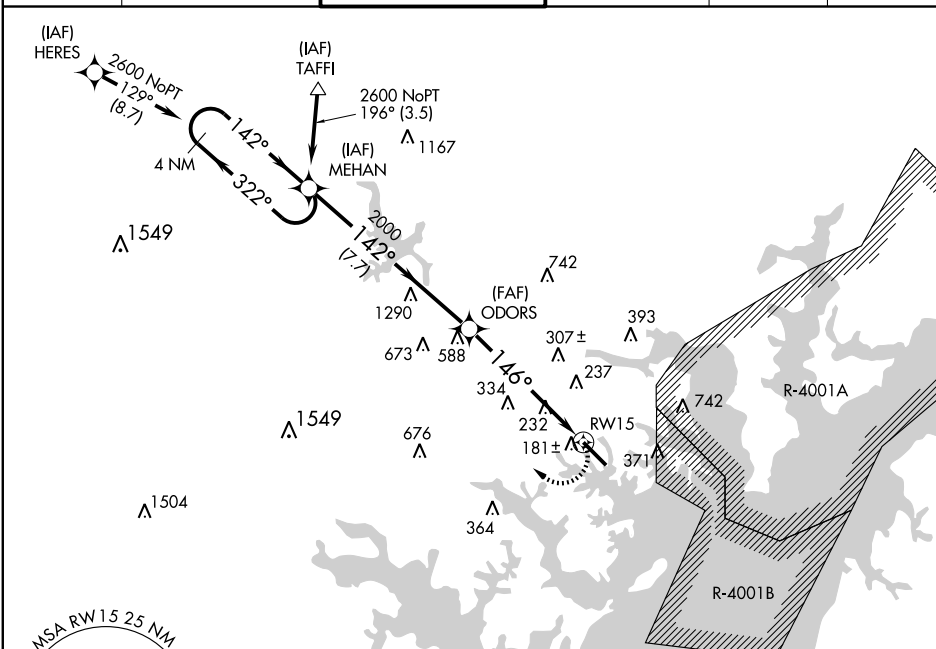 (IAF)
HERES
2600 NoPT
129°
(8.7)
(IAF)
TAFFI
2600 NoPT
196° (3.5)
1167
142°
4 NM
(IAF)
MEHAN
322°
1549
2000
142°
(7.7)
742
1290
(FAF)
ODORS
393
673
588
307±
146°
237
334
R-4001A
742
232
RW15
1549
676
181±
371
1504
364
R-4001B
MSA RW15 25 NM